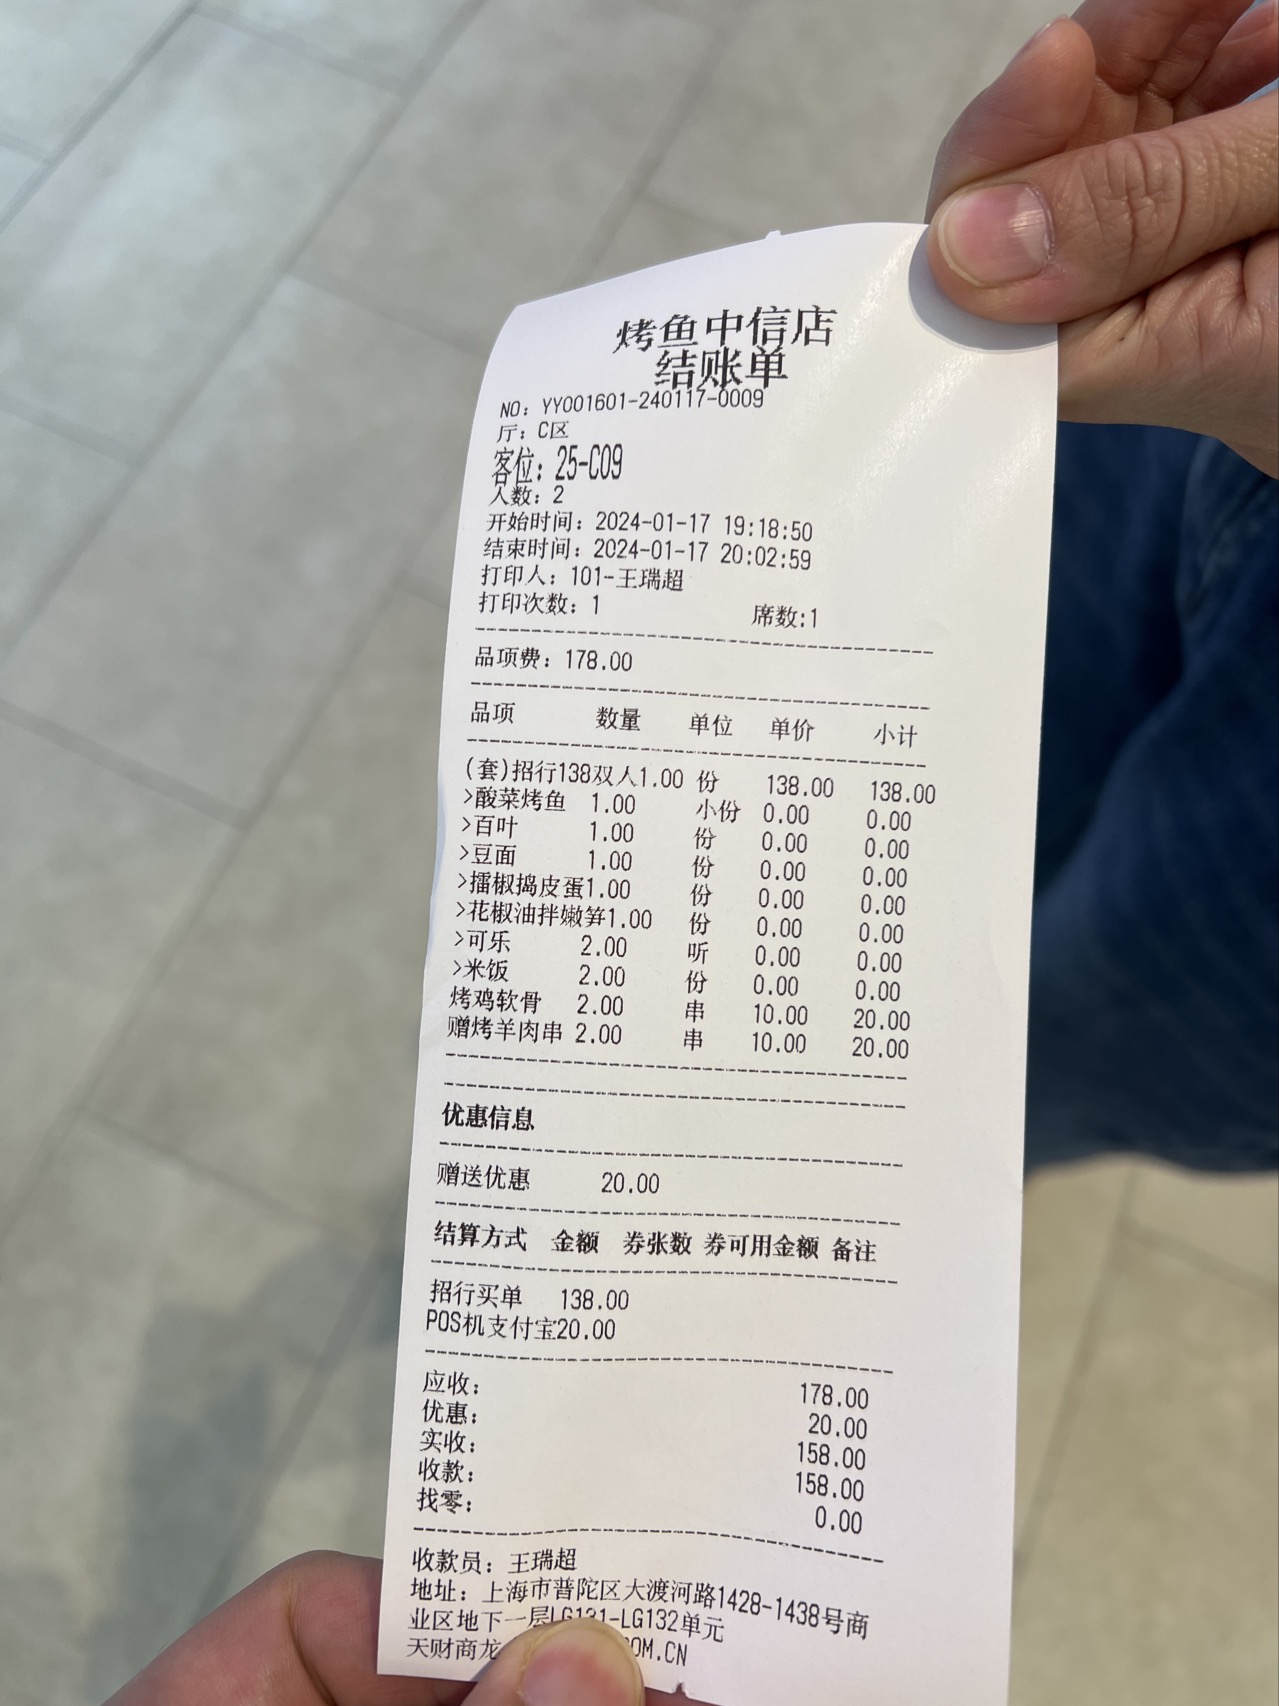 烤鱼中信店
结账单
NO: YY001601-240117-0009
厅: C区
客位: 25-C09
人数: 2
开始时间: 2024-01-17 19:18:50
结束时间: 2024-01-17 20:02:59
打印人: 101-王瑞超
打印次数: 1 席数:1
品项费: 178.00
品项 数量 单位 单价 小计
(套)招行138双人1.00 份 138.00 138.00
>酸菜烤鱼 1.00 小份 0.00 0.00
>百叶 1.00 份 0.00 0.00
>豆面 1.00 份 0.00 0.00
>擂椒捣皮蛋1.00 份 0.00 0.00
>花椒油拌嫩笋1.00 份 0.00 0.00
>可乐 2.00 听 0.00 0.00
>米饭 2.00 份 0.00 0.00
烤鸡软骨 2.00 串 10.00 20.00
赠烤羊肉串 2.00 串 10.00 20.00
优惠信息
赠送优惠 20.00
结算方式 金额 券张数 券可用金额 备注
招行买单 138.00
POS机支付宝20.00
应收: 178.00
优惠: 20.00
实收: 158.00
收款: 158.00
找零: 0.00
收款员: 王瑞超
地址: 上海市普陀区大渡河路1428-1438号商
业区地下一层LG131-LG132单元
天财商龙 OM.CN